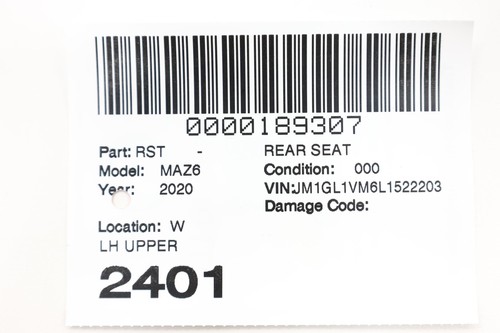 0000189307
Part: RST - REAR SEAT
Model: MAZ6 Condition: 000
Year: 2020 VIN:JM1GL1VM6L1522203
Damage Code:
Location: W
LH UPPER
2401